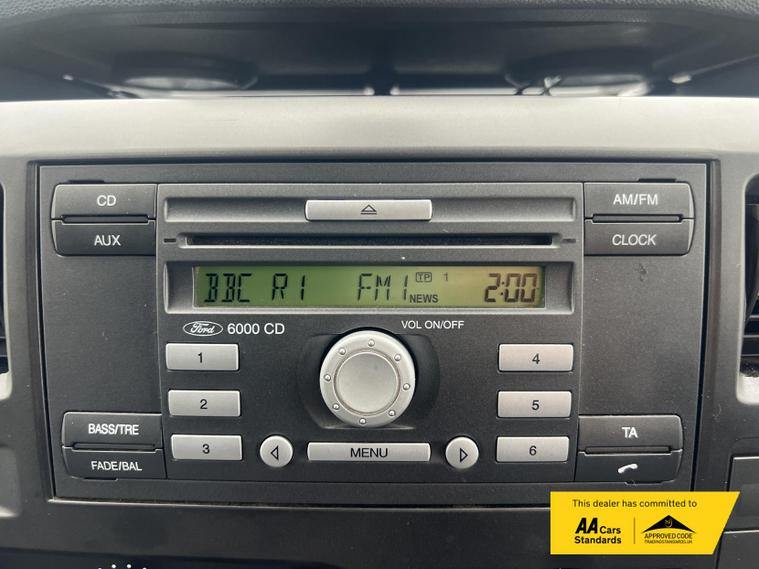 CD
AM/FM
AUX
CLOCK
BBC R1 FM1 TP 1 NEWS 2:00
Ford 6000 CD
VOL ON/OFF
1
4
2
5
BASS/TRE
3
MENU
6
TA
FADE/BAL
This dealer has committed to
AA Cars
Standards
APPROVED CODE
TRADINGSTANDARDS.UK